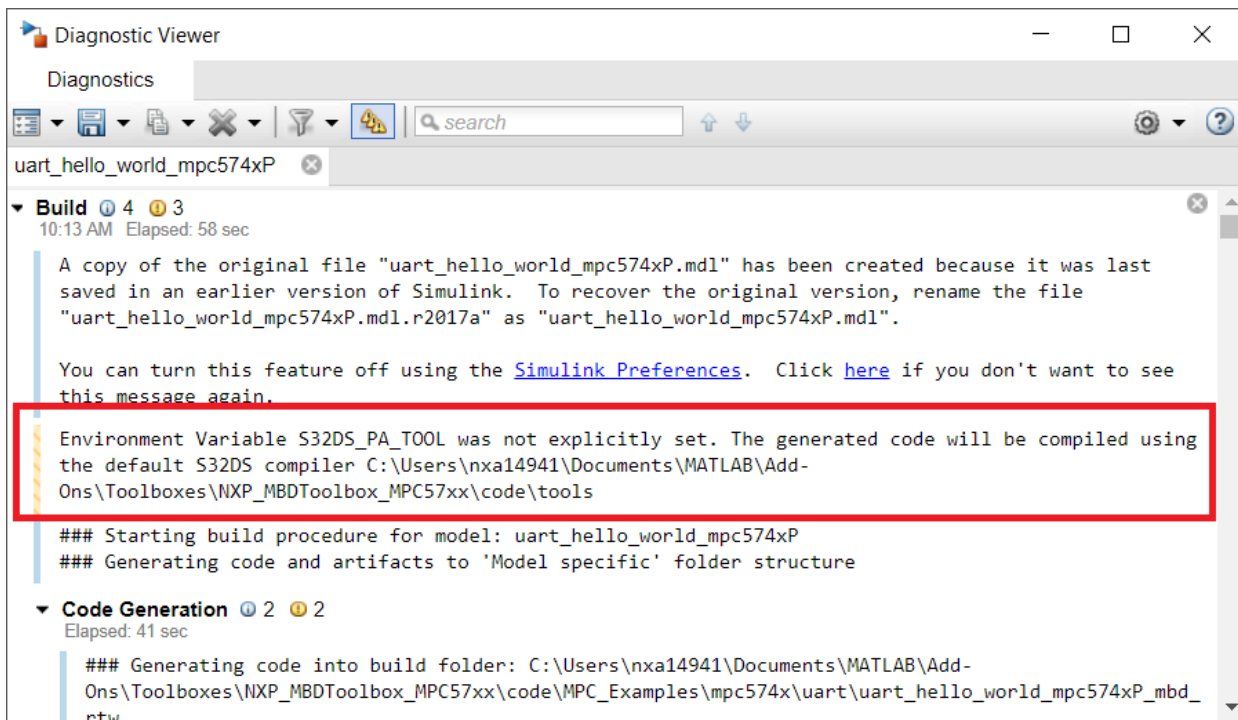 Diagnostic Viewer
Diagnostics
search
uart_hello_world_mpc574xP
Build 4 3
10:13 AM Elapsed: 58 sec
A copy of the original file "uart_hello_world_mpc574xP.mdl" has been created because it was last
saved in an earlier version of Simulink.  To recover the original version, rename the file
"uart_hello_world_mpc574xP.mdl.r2017a" as "uart_hello_world_mpc574xP.mdl".
You can turn this feature off using the Simulink Preferences.  Click here if you don't want to see
this message again.
Environment Variable S32DS_PA_TOOL was not explicitly set. The generated code will be compiled using
the default S32DS compiler C:\Users\nxa14941\Documents\MATLAB\Add-
Ons\Toolboxes\NXP_MBDToolbox_MPC57xx\code\tools
### Starting build procedure for model: uart_hello_world_mpc574xP
### Generating code and artifacts to 'Model specific' folder structure
Code Generation 2 2
Elapsed: 41 sec
### Generating code into build folder: C:\Users\nxa14941\Documents\MATLAB\Add-
Ons\Toolboxes\NXP_MBDToolbox_MPC57xx\code\MPC_Examples\mpc574x\uart\uart_hello_world_mpc574xP_mbd_
rtw